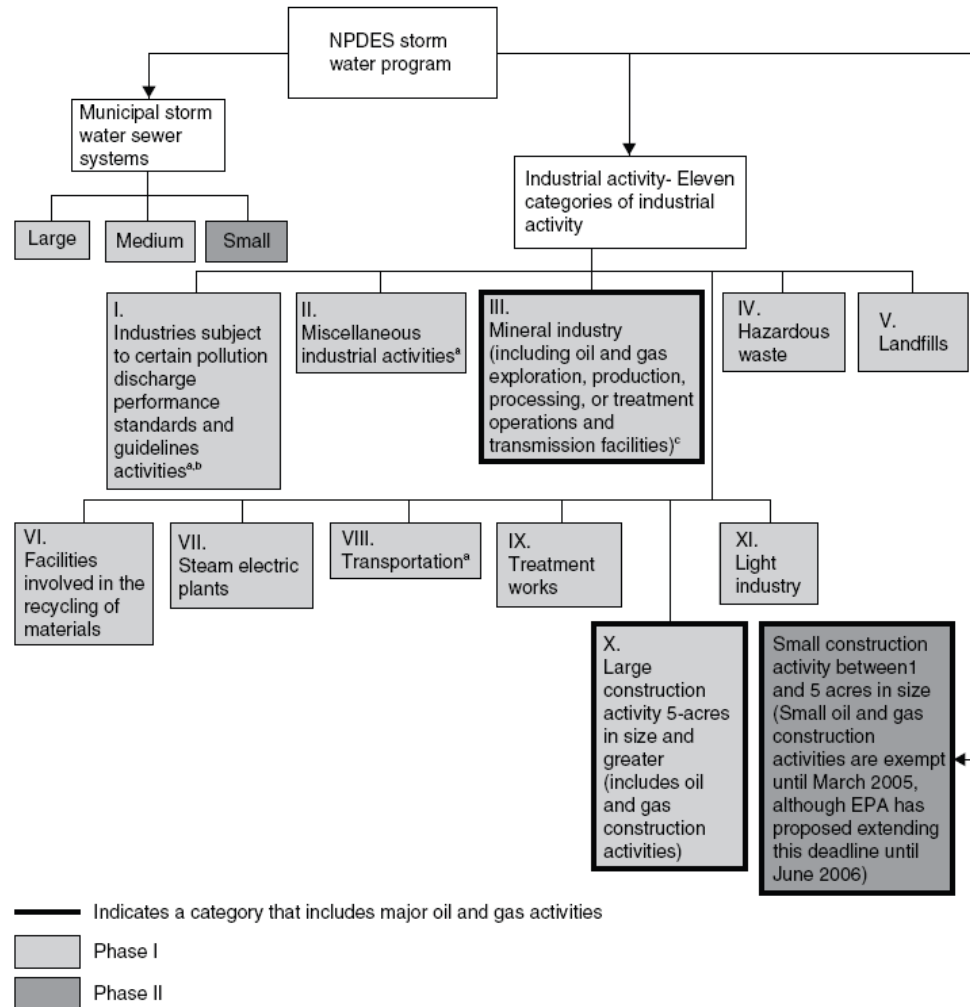 NPDES storm
water program
Municipal storm
water sewer
systems
Large
Medium
Small
Industrial activity- Eleven
categories of industrial
activity
I.
Industries subject
to certain pollution
discharge
performance
standards and
guidelines
activitiesa,b
II.
Miscellaneous
industrial activitiesa
III.
Mineral industry
(including oil and gas
exploration, production,
processing, or treatment
operations and
transmission facilities)c
IV.
Hazardous
waste
V.
Landfills
VI.
Facilities
involved in the
recycling of
materials
VII.
Steam electric
plants
VIII.
Transportationa
IX.
Treatment
works
X.
Large
construction
activity 5-acres
in size and
greater
(includes oil
and gas
construction
activities)
XI.
Light
industry
Small construction
activity between1
and 5 acres in size
(Small oil and gas
construction
activities are exempt
until March 2005,
although EPA has
proposed extending
this deadline until
June 2006)
Indicates a category that includes major oil and gas activities
Phase I
Phase II